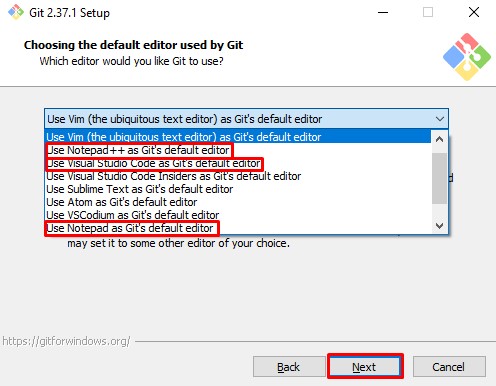 Git 2.37.1 Setup
Choosing the default editor used by Git
Which editor would you like Git to use?
Use Vim (the ubiquitous text editor) as Git's default editor
Use Vim (the ubiquitous text editor) as Git's default editor
Use Notepad++ as Git's default editor
Use Visual Studio Code as Git's default editor
Use Visual Studio Code Insiders as Git's default editor
Use Sublime Text as Git's default editor
Use Atom as Git's default editor
Use VSCodium as Git's default editor
Use Notepad as Git's default editor
may set it to some other editor of your choice.
https://gitforwindows.org/
Back
Next
Cancel